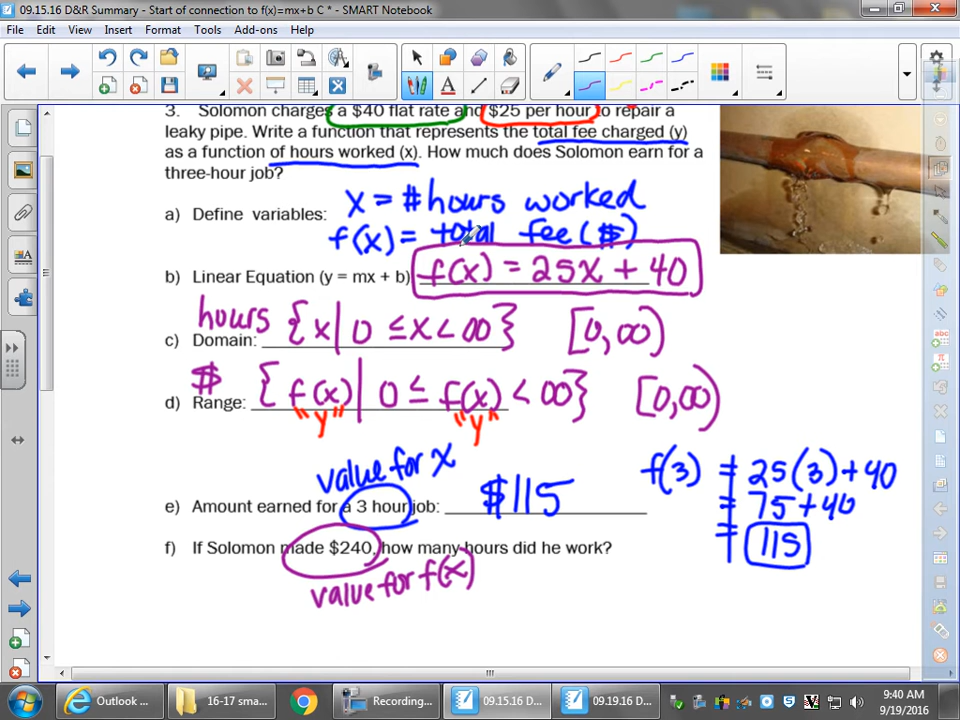 09.15.16 D&R Summary - Start of connection to f(x)=mx+b C * - SMART Notebook
File Edit View Insert Format Tools Add-ons Help
3. Solomon charges a $40 flat rate and $25 per hour to repair a
leaky pipe. Write a function that represents the total fee charged (y)
as a function of hours worked (x). How much does Solomon earn for a
three-hour job?
a) Define variables: x = # hours worked
f(x) = total fee ($)
b) Linear Equation (y = mx + b) f(x) = 25x + 40
hours
c) Domain: {x| 0 ≤ x < ∞} [0,∞)
$
d) Range: {f(x)| 0 ≤ f(x) < ∞} [0,∞)
"y" "y"
value for x
e) Amount earned for a 3 hour job: $115
f(3) = 25(3)+40
= 75+40
= 115
f) If Solomon made $240, how many hours did he work?
value for f(x)
Outlook ... 16-17 sma... Recording... 09.15.16 D... 09.19.16 D...
9:40 AM
9/19/2016